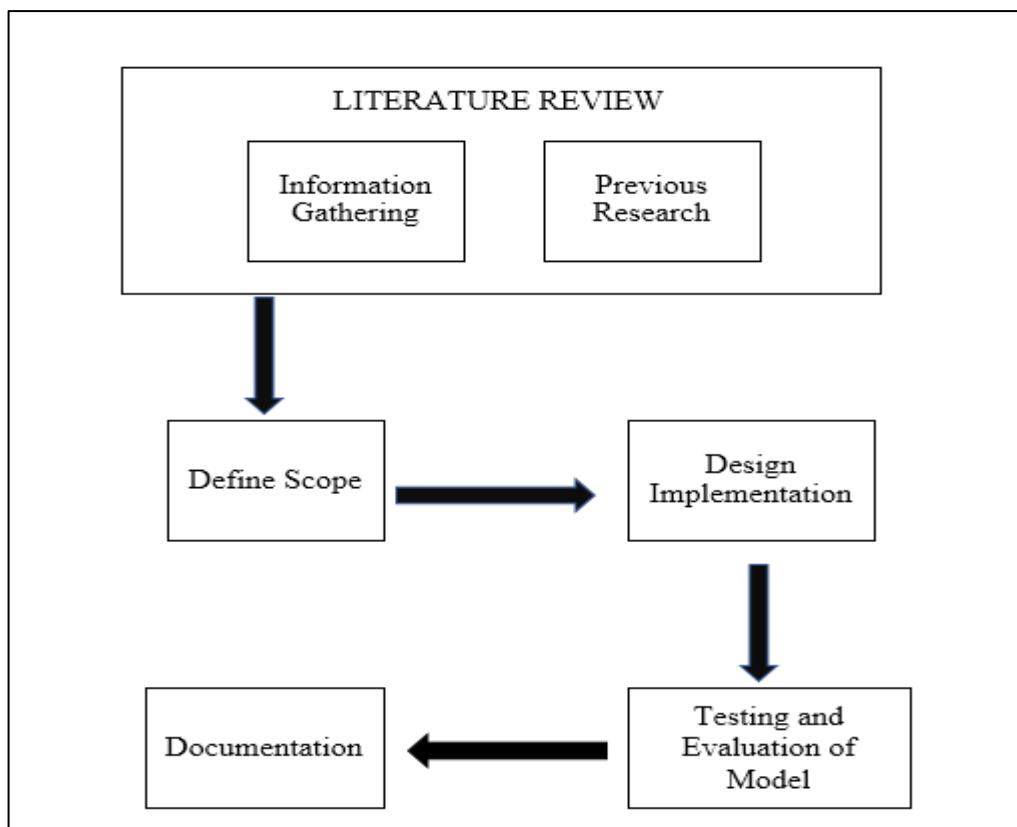 LITERATURE REVIEW
Information
Gathering
Previous
Research
Define Scope
Design
Implementation
Testing and
Evaluation of
Model
Documentation